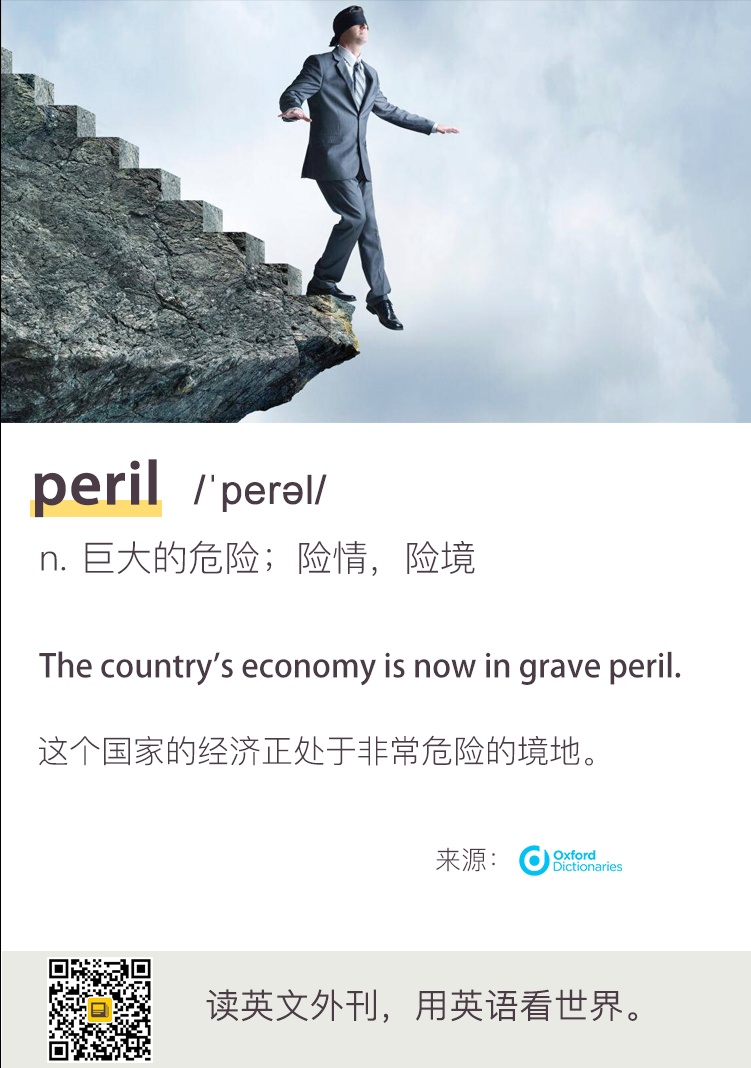 peril /ˈperəl/
n. 巨大的危险；险情，险境
The country’s economy is now in grave peril.
这个国家的经济正处于非常危险的境地。
来源：
Oxford
Dictionaries
读英文外刊，用英语看世界。